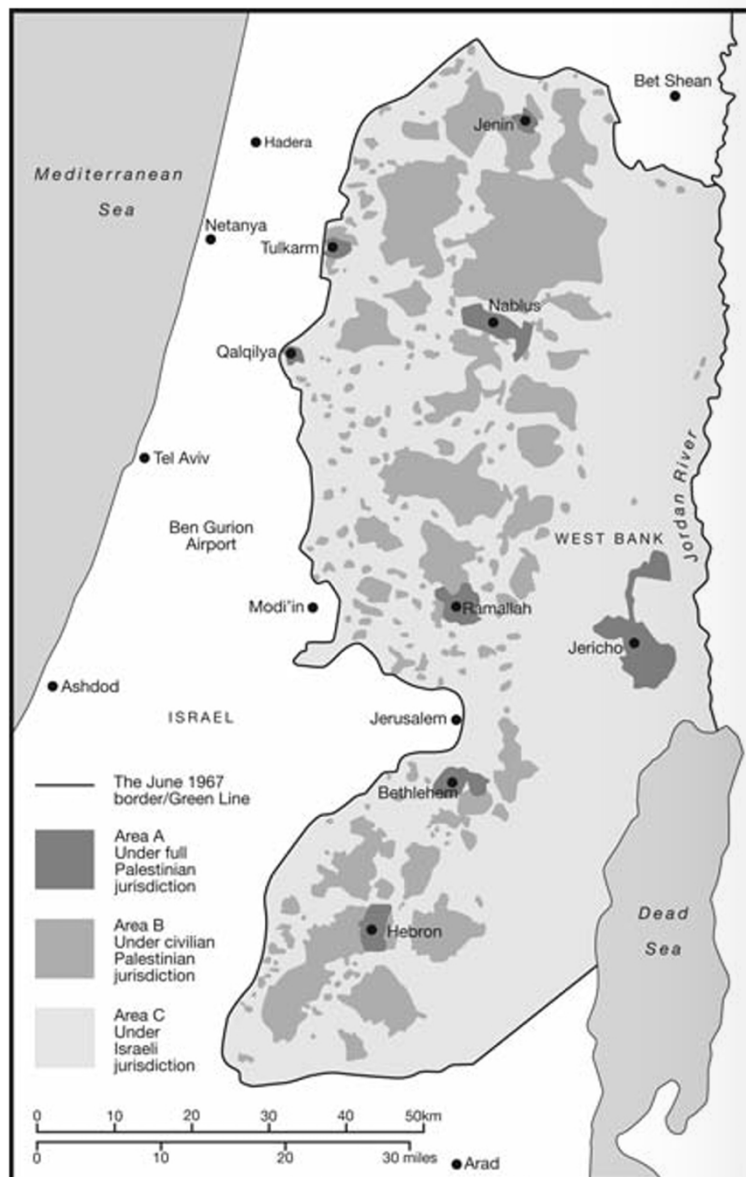 Bet Shean
Jenin
Hadera
Mediterranean
Sea
Netanya
Tulkarm
Nablus
Qalqilya
Jordan River
Tel Aviv
Ben Gurion
Airport
WEST BANK
Modi"in
Ramallah
Jericho
Ashdod
ISRAEL
Jerusalem
Bethlehem
The June 1967
border/Green Line
Area A
Under full
Palestinian
jurisdiction
Area B
Under civilian
Palestinian
jurisdiction
Hebron
Dead
Sea
Area C
Under
Israeli
jurisdiction
0 10 20 30 40 50km
0 10 20 30 miles
Arad